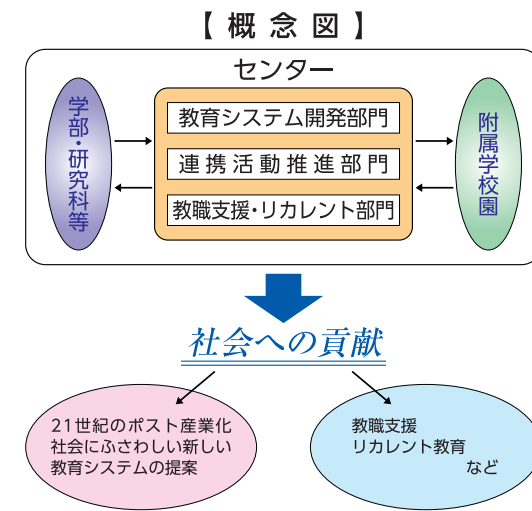 【概念図】
センター
学部・研究科等
教育システム開発部門
連携活動推進部門
教職支援・リカレント部門
附属学校園
社会への貢献
21世紀のポスト産業化
社会にふさわしい新しい
教育システムの提案
教職支援
リカレント教育
など